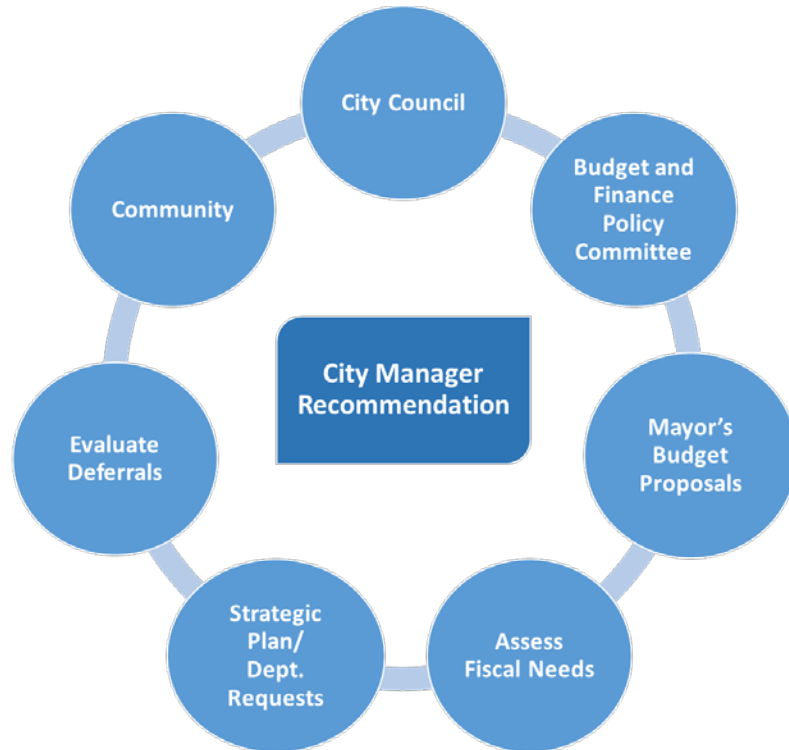 City Council
Budget and
Finance
Policy
Committee
Mayor’s
Budget
Proposals
Assess
Fiscal Needs
Strategic
Plan/
Dept.
Requests
Evaluate
Deferrals
Community
City Manager
Recommendation